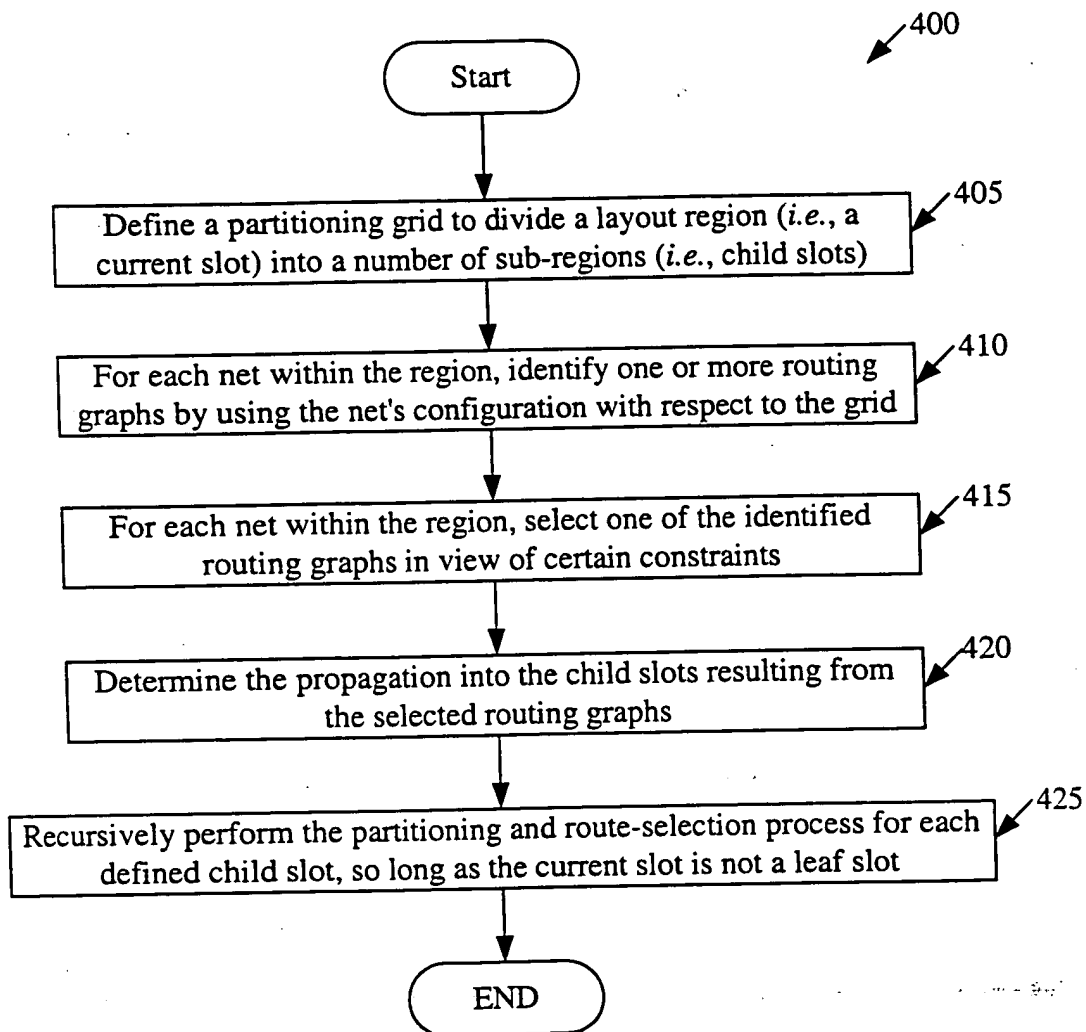 400
Start
405
Define a partitioning grid to divide a layout region (i.e., a
current slot) into a number of sub-regions (i.e., child slots)
410
For each net within the region, identify one or more routing
graphs by using the net's configuration with respect to the grid
415
For each net within the region, select one of the identified
routing graphs in view of certain constraints
420
Determine the propagation into the child slots resulting from
the selected routing graphs
425
Recursively perform the partitioning and route-selection process for each
defined child slot, so long as the current slot is not a leaf slot
END